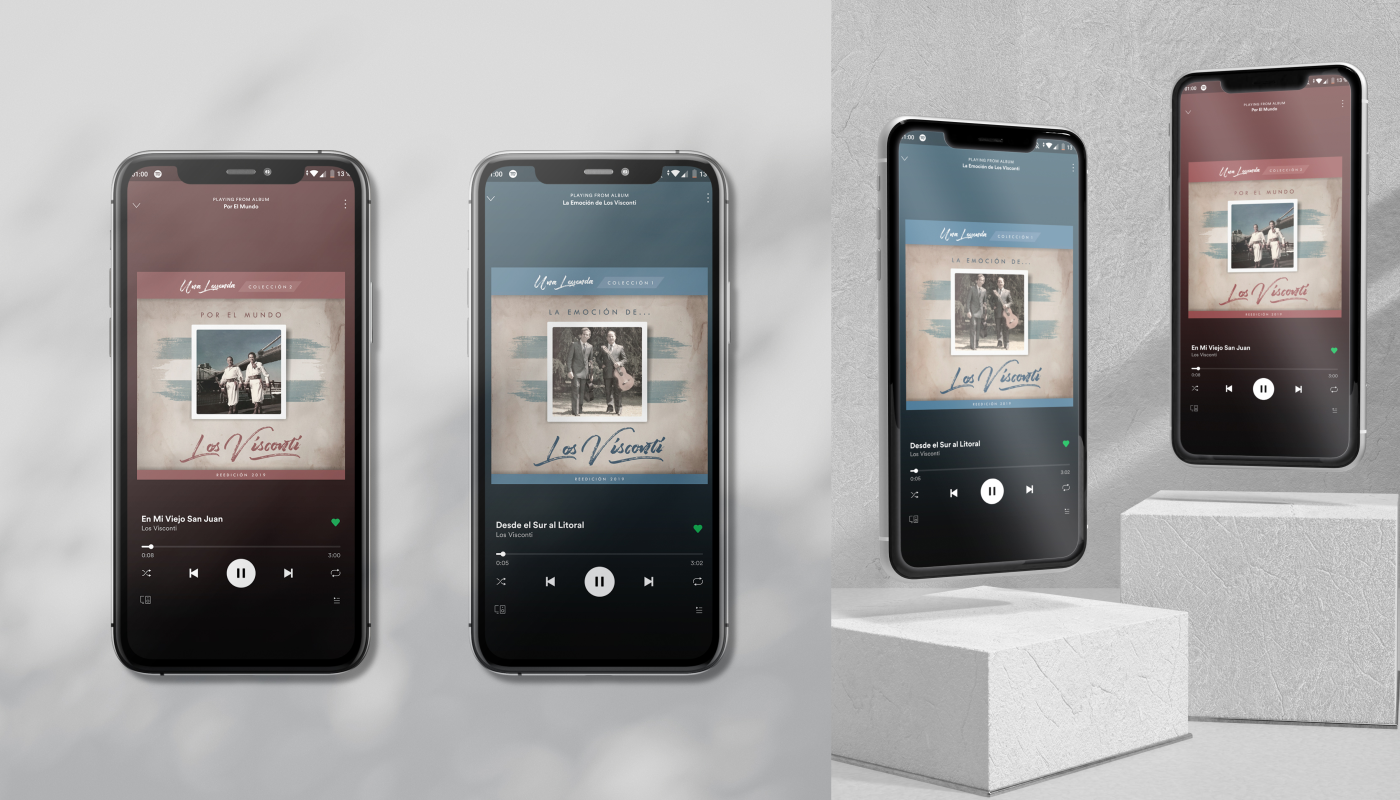 01:00
13%
PLAYING FROM ALBUM
Por El Mundo
Una Leyenda
COLECCIÓN 2
POR EL MUNDO
Los Visconti
REEDICIÓN 2019
En Mi Viejo San Juan
Los Visconti
0:08
3:00
1:00
13
PLAYING FROM ALBUM
La Emoción de Los Visconti
Una Leyenda
COLECCIÓN 1
LA EMOCIÓN DE...
Los Visconti
REEDICIÓN 2019
Desde el Sur al Litoral
Los Visconti
0:05
3:02
1:00
13
PLAYING FROM ALBUM
La Emoción de Los Visconti
Una Leyenda
COLECCIÓN 1
LA EMOCIÓN DE...
Los Visconti
REEDICIÓN 2019
Desde el Sur al Litoral
Los Visconti
0:05
3:02
01:00
13%
PLAYING FROM ALBUM
Por El Mundo
Una Leyenda
COLECCIÓN 2
POR EL MUNDO
Los Visconti
REEDICIÓN 2019
En Mi Viejo San Juan
Los Visconti
0:08
3:00